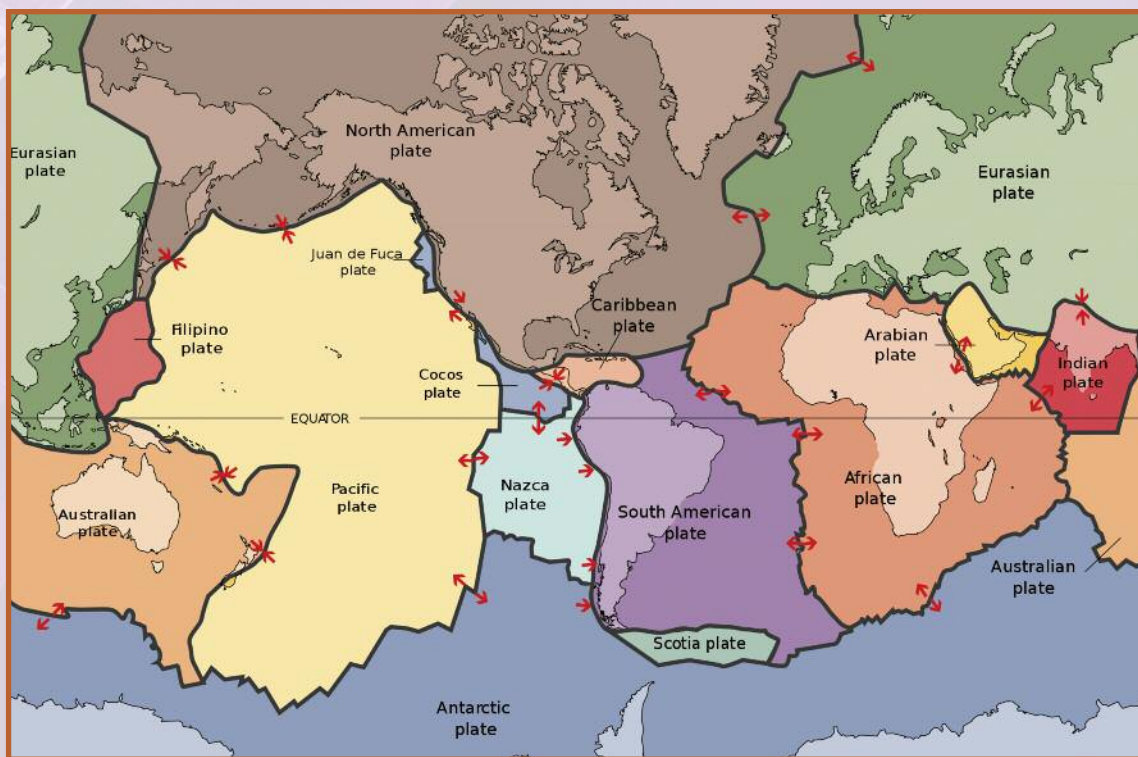 North American
plate
Eurasian
plate
Eurasian
plate
Juan de Fuca
plate
Caribbean
plate
Filipino
plate
Arabian
plate
Indian
plate
Cocos
plate
EQUATOR
Nazca
plate
Pacific
plate
African
plate
South American
plate
Australian
plate
Australian
plate
Scotia plate
Antarctic
plate